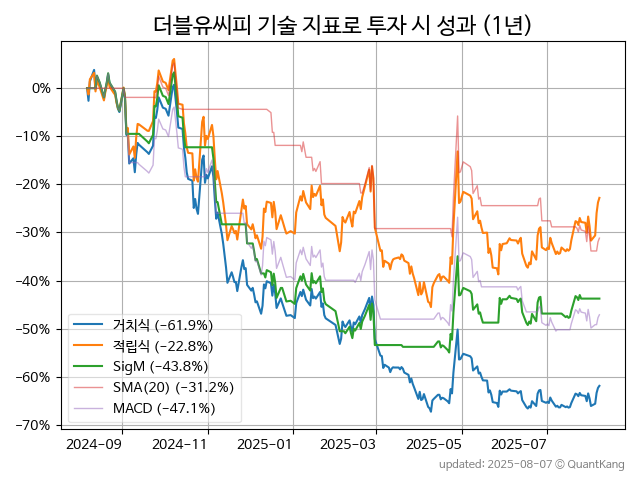 더블유씨피 기술 지표로 투자 시 성과 (1년)
0%
−10%
−20%
−30%
−40%
−50%
−60%
−70%
거치식 (−61.9%)
적립식 (−22.8%)
SigM (−43.8%)
SMA(20) (−31.2%)
MACD (−47.1%)
2024-09 2024-11 2025-01 2025-03 2025-05 2025-07
updated: 2025-08-07 © QuantKang